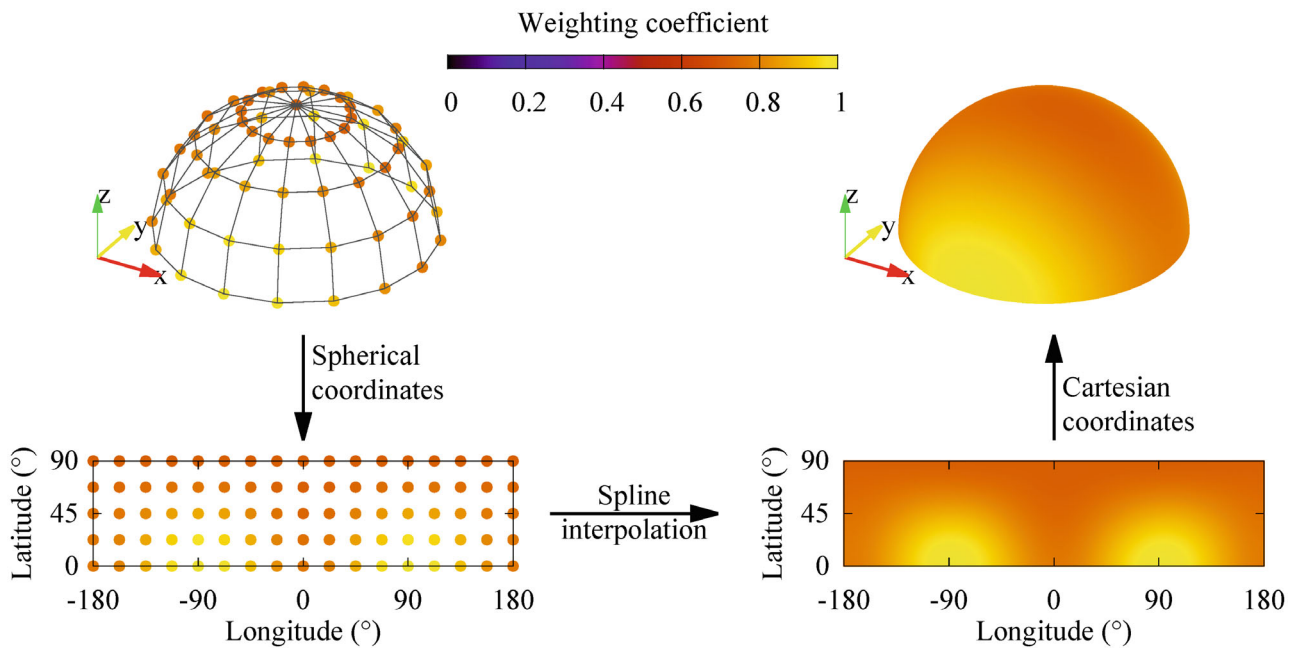 Weighting coefficient
0 0.2 0.4 0.6 0.8 1
z
y
x
z
y
x
Spherical
coordinates
Cartesian
coordinates
Latitude (°)
90
45
0
-180 -90 0 90 180
Longitude (°)
Spline
interpolation
Latitude (°)
90
45
0
-180 -90 0 90 180
Longitude (°)